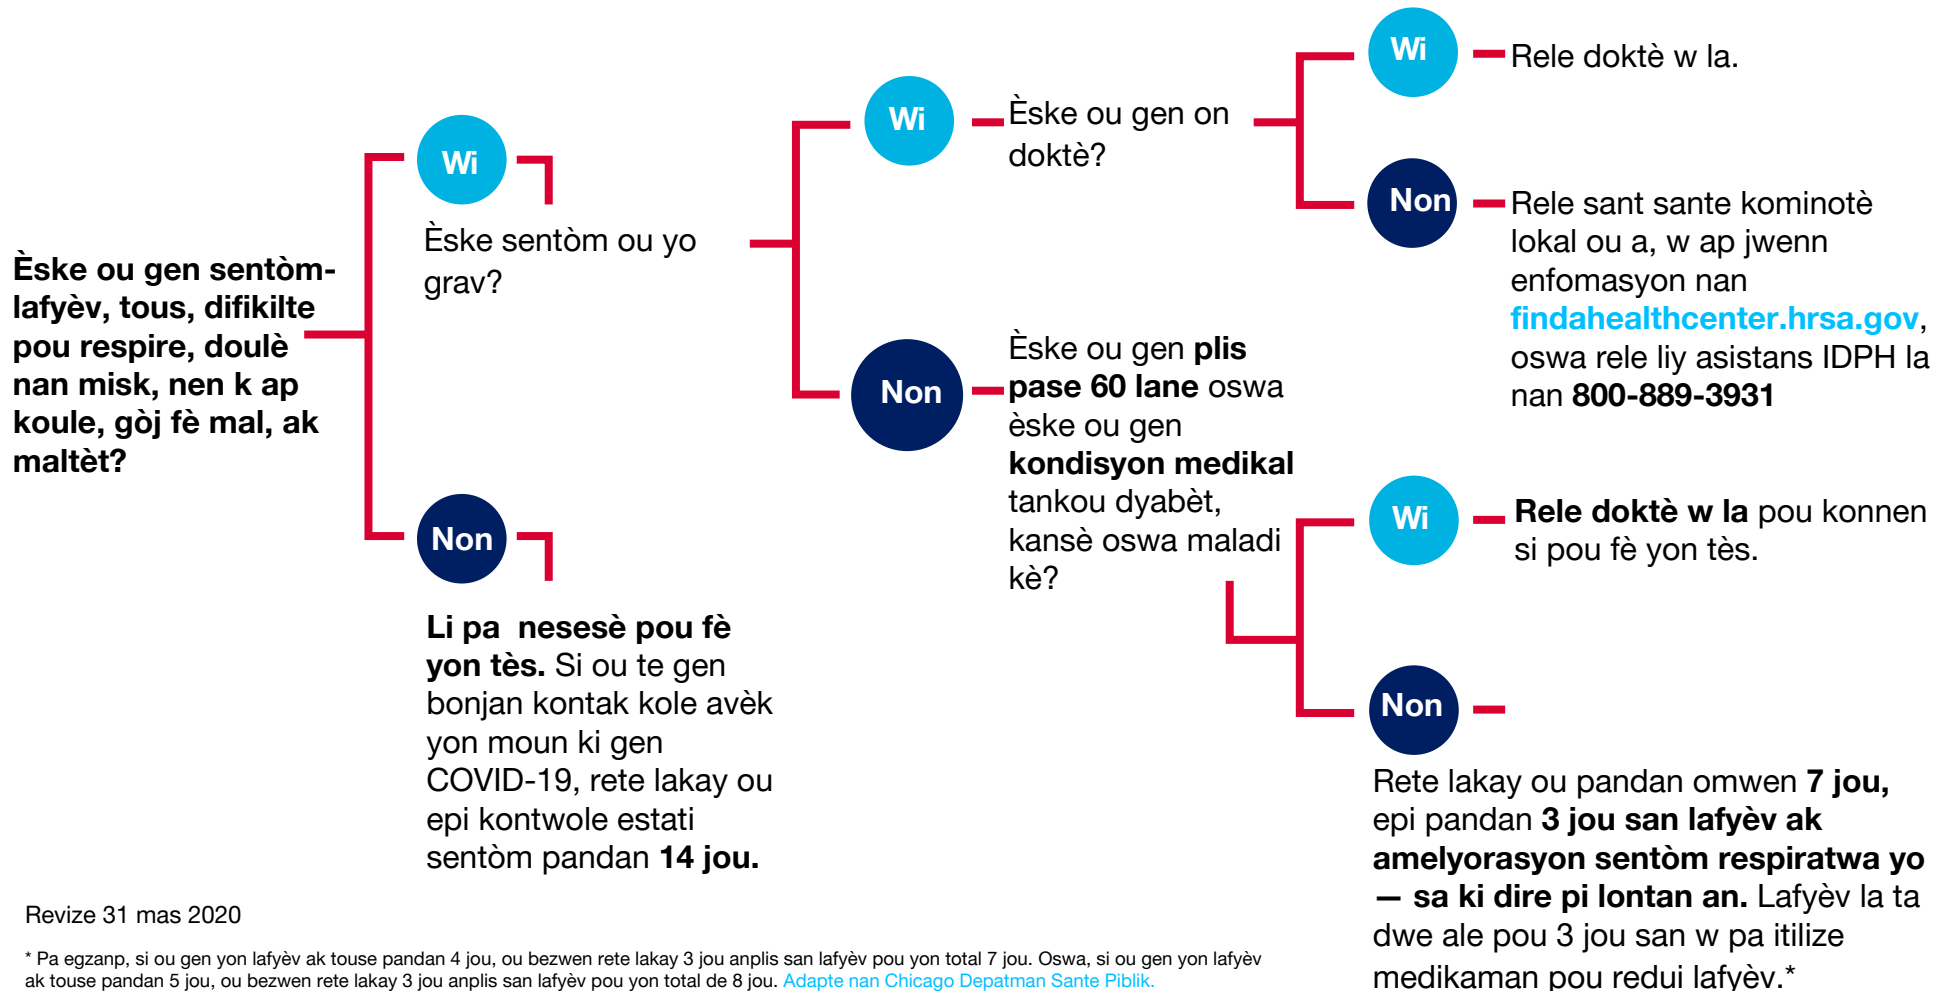 Èske ou gen sentòm-
lafyèv, tous, difikilte
pou respire, doulè
nan misk, nen k ap
koule, gòj fè mal, ak
maltèt?
Wi
Èske sentòm ou yo
grav?
Non
Li pa  nesesè pou fè
yon tès. Si ou te gen
bonjan kontak kole avèk
yon moun ki gen
COVID-19, rete lakay ou
epi kontwole estati
sentòm pandan 14 jou.
Wi
Èske ou gen on
doktè?
Non
Èske ou gen plis
pase 60 lane oswa
èske ou gen
kondisyon medikal
tankou dyabèt,
kansè oswa maladi
kè?
Wi
Rele doktè w la.
Non
Rele sant sante kominotè
lokal ou a, w ap jwenn
enfomasyon nan
findahealthcenter.hrsa.gov,
oswa rele liy asistans IDPH la
nan 800-889-3931
Wi
Rele doktè w la pou konnen
si pou fè yon tès.
Non
Rete lakay ou pandan omwen 7 jou,
epi pandan 3 jou san lafyèv ak
amelyorasyon sentòm respiratwa yo
— sa ki dire pi lontan an. Lafyèv la ta
dwe ale pou 3 jou san w pa itilize
medikaman pou redui lafyèv.*
Revize 31 mas 2020
* Pa egzanp, si ou gen yon lafyèv ak touse pandan 4 jou, ou bezwen rete lakay 3 jou anplis san lafyèv pou yon total 7 jou. Oswa, si ou gen yon lafyèv
ak touse pandan 5 jou, ou bezwen rete lakay 3 jou anplis san lafyèv pou yon total de 8 jou. Adapte nan Chicago Depatman Sante Piblik.